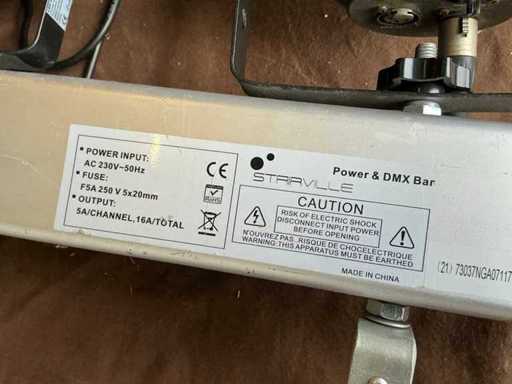 • POWER INPUT:
AC 230V~50Hz
• FUSE:
F5A 250 V 5x20mm
• OUTPUT:
5A/CHANNEL,16A/TOTAL
CE
RoHS
STAIRVILLE
Power & DMX Bar
CAUTION
RISK OF ELECTRIC SHOCK
DISCONNECT INPUT POWER
BEFORE OPENING
N'OUVREZ PAS RISQUE DE CHOCELECTRIQUE
WARNING:THIS APPARATUS MUST BE EARTHED
MADE IN CHINA
(21) 73037NGA07117